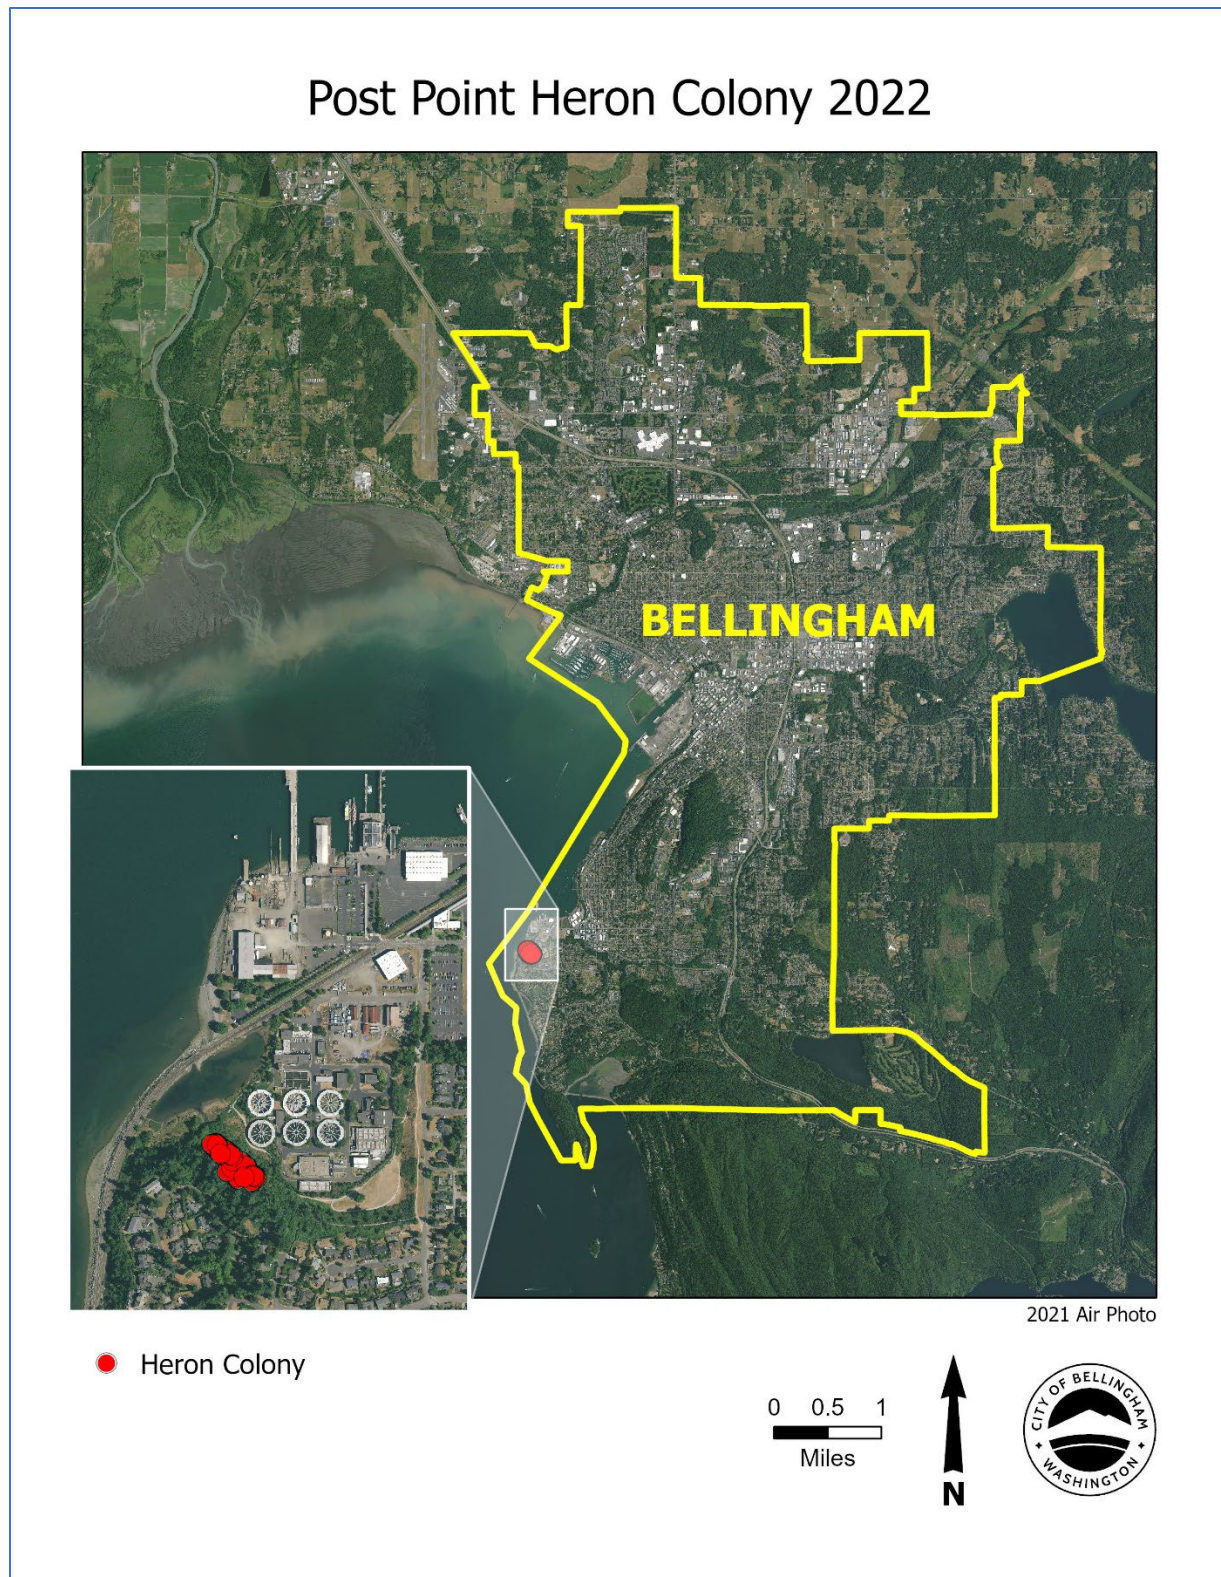 Post Point Heron Colony 2022
BELLINGHAM
2021 Air Photo
Heron Colony
0 0.5 1
Miles
N
CITY OF BELLINGHAM
WASHINGTON